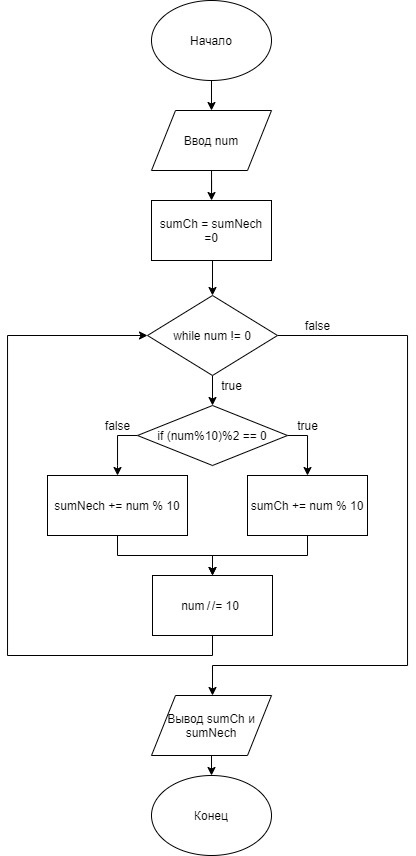 Начало
Ввод num
sumCh = sumNech
=0
while num != 0
false
true
if (num%10)%2 == 0
false
true
sumNech += num % 10
sumCh += num % 10
num //= 10
Вывод sumCh и
sumNech
Конец